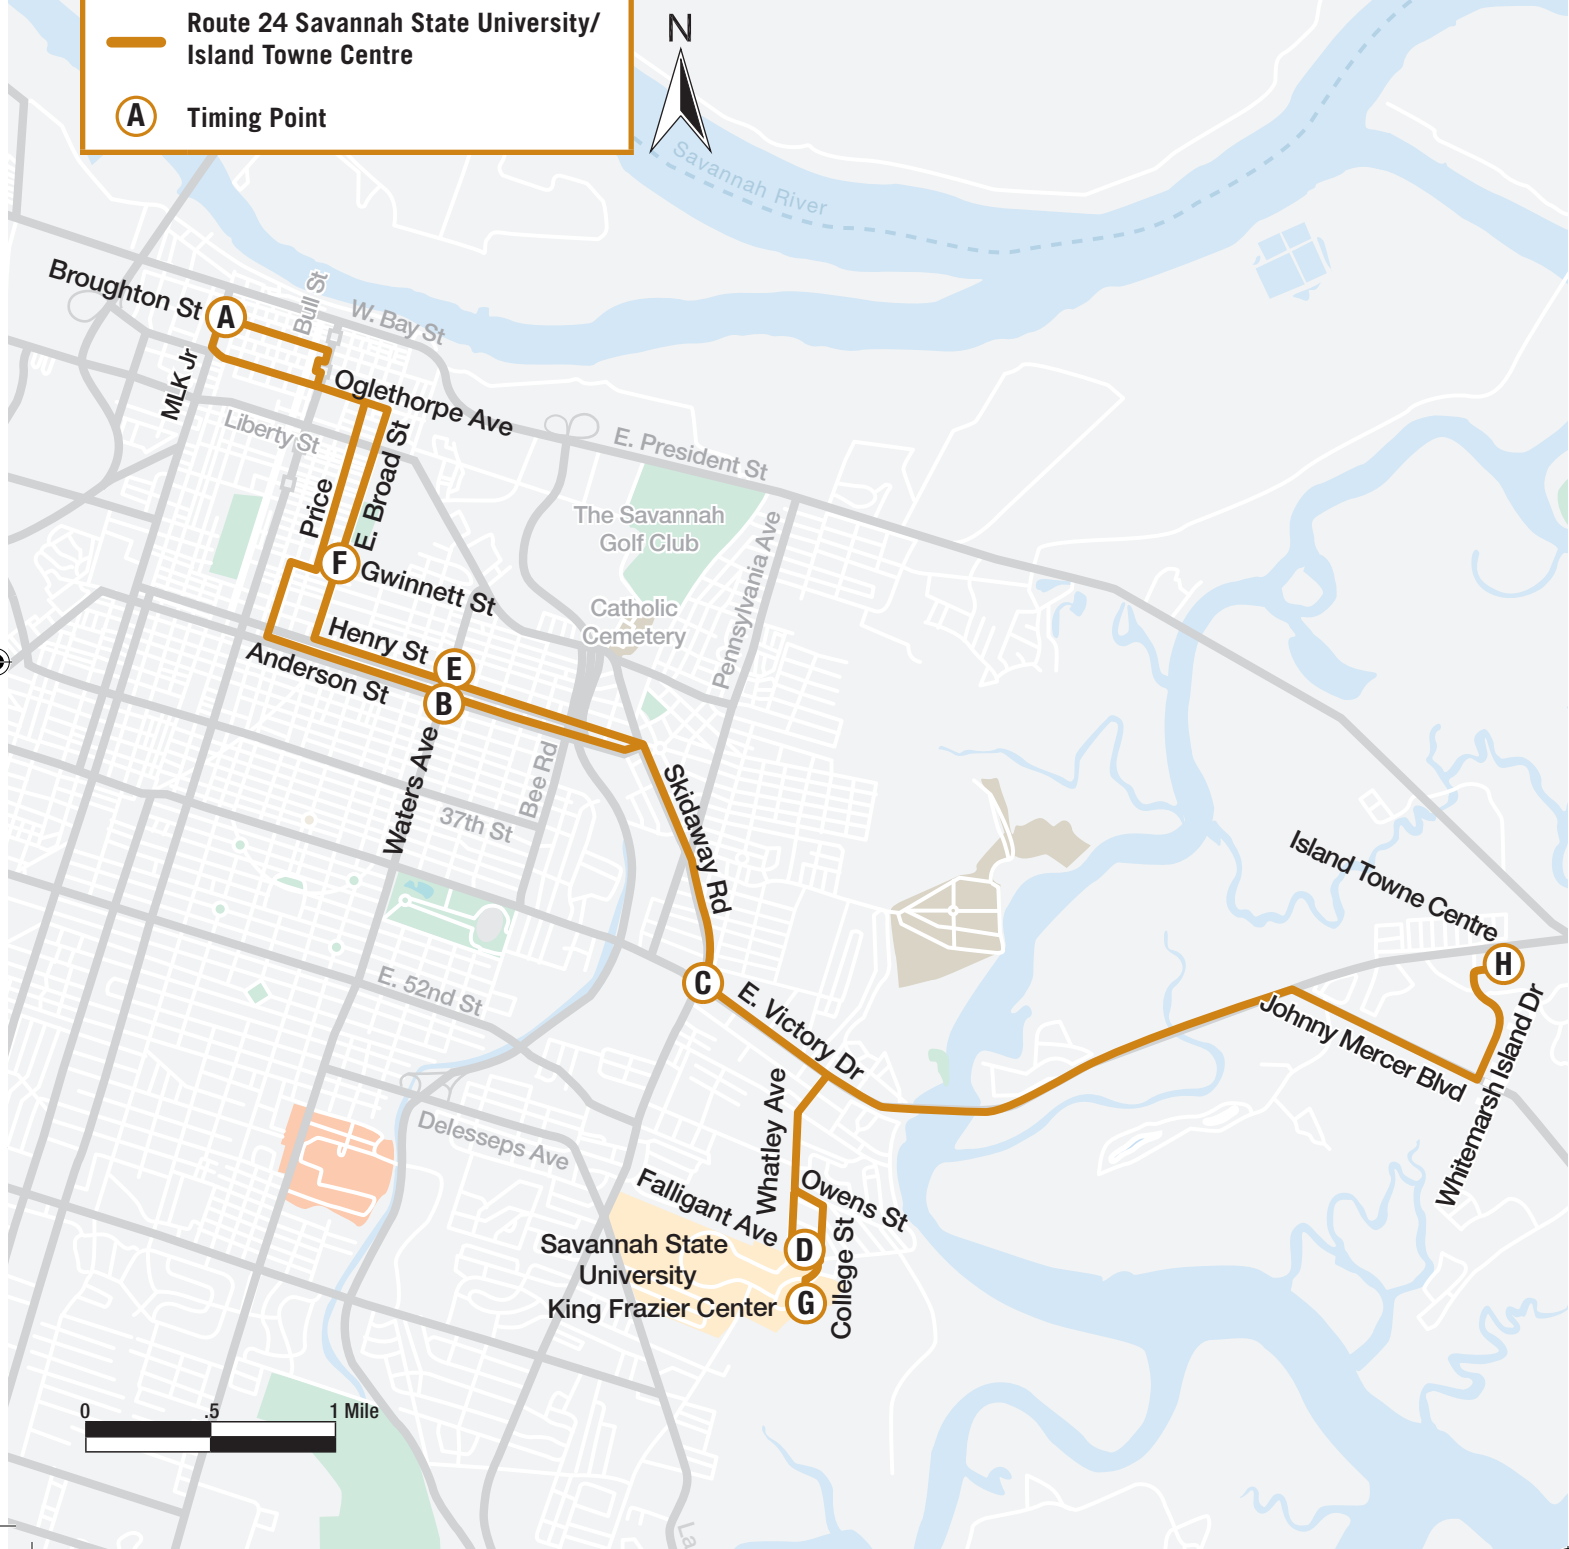 Route 24 Savannah State University/
Island Towne Centre
A
Timing Point
N
Savannah River
Broughton St
A
Bull St
W. Bay St
MLK Jr
Oglethorpe Ave
Liberty St
E. President St
Price
E. Broad St
The Savannah
Golf Club
Pennsylvania Ave
F
Gwinnett St
Catholic
Cemetery
Henry St
E
Anderson St
B
Waters Ave
Bee Rd
37th St
Skidaway Rd
Island Towne Centre
H
E. 52nd St
C
E. Victory Dr
Johnny Mercer Blvd
Whitemarsh Island Dr
Delesseps Ave
Whatley Ave
Owens St
Falligant Ave
D
College St
Savannah State
University
King Frazier Center
G
0 .5 1 Mile
La